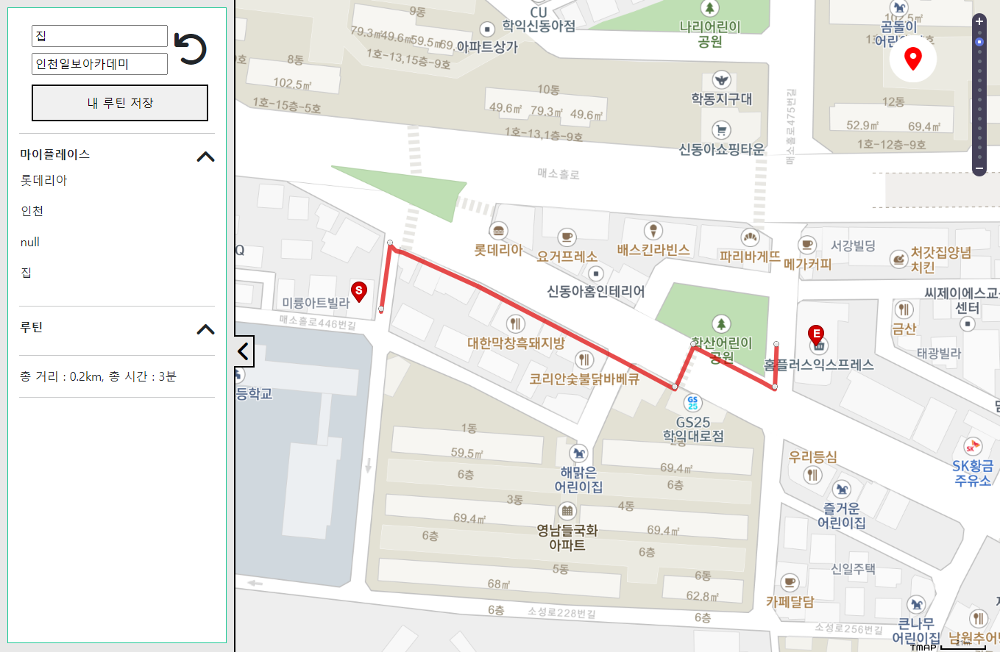 집
인천일보아카데미
내 루틴 저장
마이플레이스
롯데리아
인천
null
집
루틴
총 거리 : 0.2km, 총 시간 : 3분
9동
CU
학익신동아점
79.3㎡
49.6㎡
59.5㎡
아파트상가
1호-13,15층-9호
8동
102.5㎡
1호-15층-5호
10동
49.6㎡
79.3㎡
49.6㎡
1호-13,1층-9호
나리어린이
공원
학동지구대
신동아쇼핑타운
매소홀로475번길
곰돌이
12동
52.9㎡
69.4㎡
1호-12층-9호
매소홀로
롯데리아
요거프레소
배스킨라빈스
파리바게뜨
메가커피
서강빌딩
처갓집양념
치킨
신동아홈인테리어
씨제이에스교
센터
미룡아트빌라
S
매소홀로446번길
대한막창흑돼지방
코리안숯불닭바베큐
학산어린이
공원
E
홈플러스익스프레스
금산
태광빌라
등학교
GS
25
GS25
학익대로점
1동
59.5㎡
6층
해맑은
어린이집
69.4㎡
6층
3동
69.4㎡
6층
4동
69.4㎡
6층
영남들국화
아파트
5동
68㎡
6층
6동
62.8㎡
6층
소성로228번길
우리등심
즐거운
어린이집
SK
SK황금
주유소
신일주택
카페달담
큰나무
어린이집
소성로256번길
남원추어
TMAP
21m